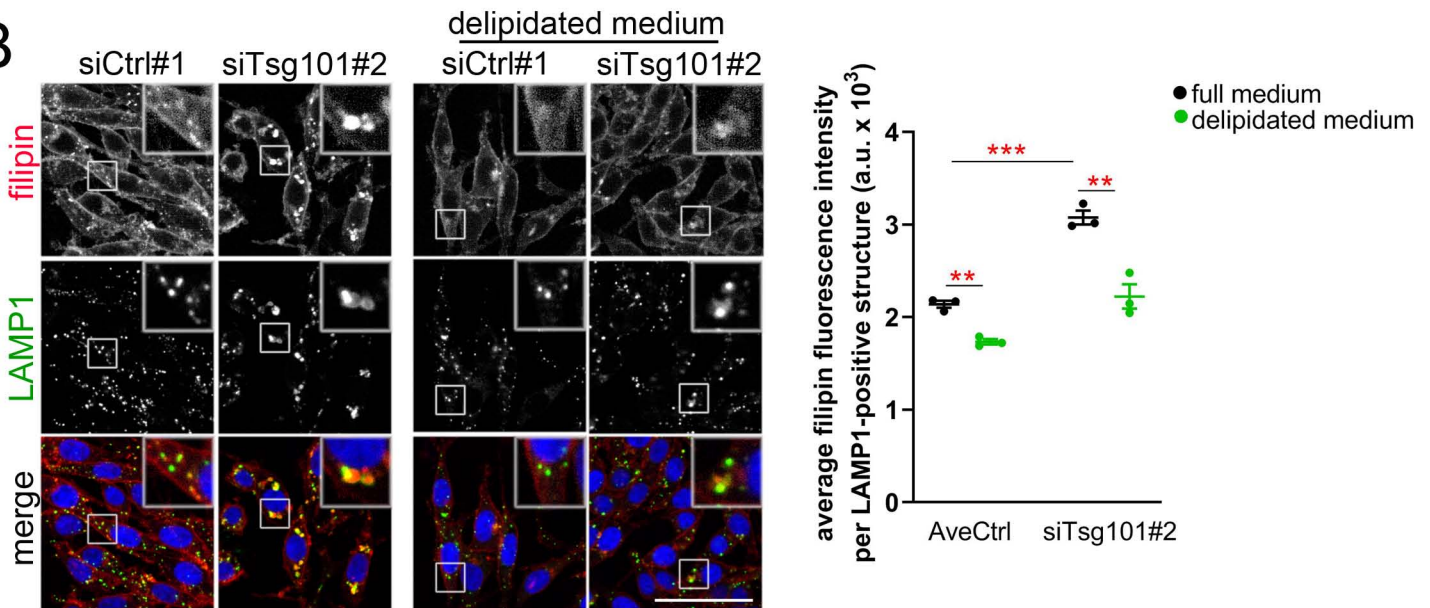 B
delipidated medium
siCtrl#1 siTsg101#2 siCtrl#1 siTsg101#2
filipin
LAMP1
merge
average filipin fluorescence intensity
per LAMP1-positive structure (a.u. x 10³)
4
3
2
1
0
***
**
**
AveCtrl siTsg101#2
full medium
delipidated medium